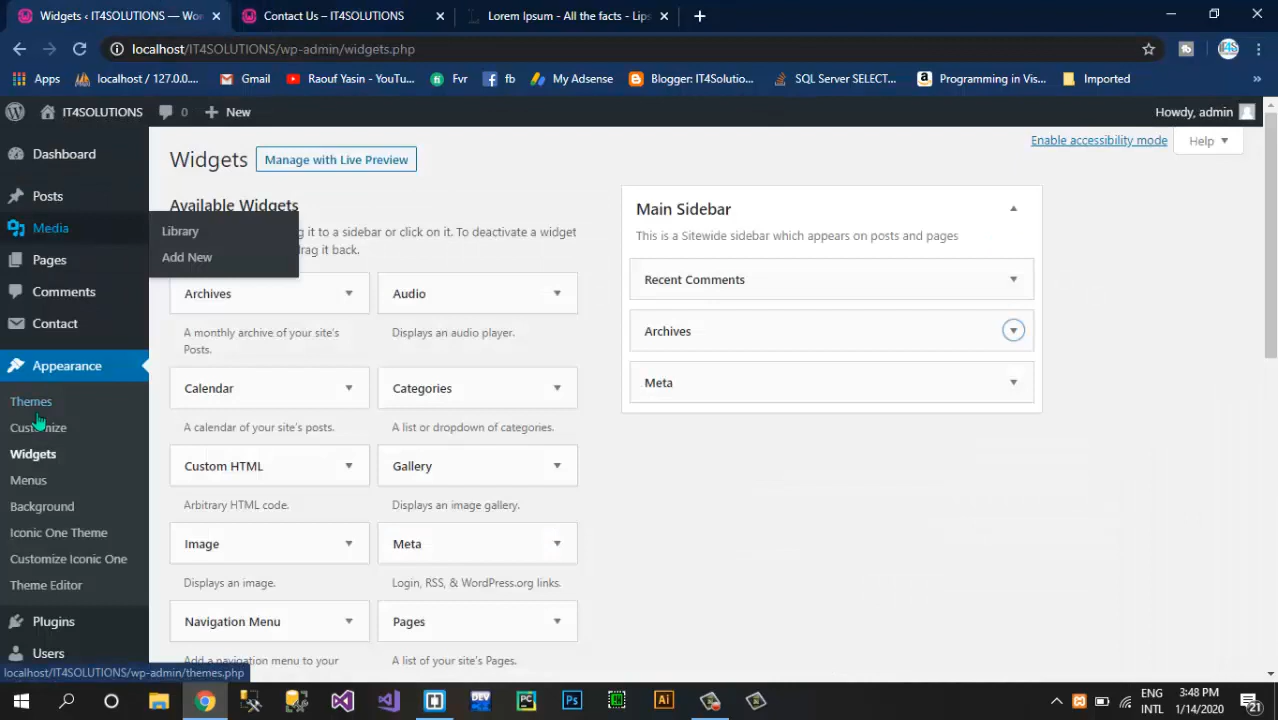 Widgets ‹ IT4SOLUTIONS — Wo
Contact Us – IT4SOLUTIONS
Lorem Ipsum - All the facts - Lips
localhost/IT4SOLUTIONS/wp-admin/widgets.php
Apps
localhost / 127.0.0...
Gmail
Raouf Yasin - YouTu...
Fvr
fb
My Adsense
Blogger: IT4Solutio...
SQL Server SELECT...
Programming in Vis...
Imported
»
IT4SOLUTIONS
0
New
Howdy, admin
Dashboard
Posts
Media
Library
Add New
Pages
Comments
Contact
Appearance
Themes
Customize
Widgets
Menus
Background
Iconic One Theme
Customize Iconic One
Theme Editor
Plugins
Users
localhost/IT4SOLUTIONS/wp-admin/themes.php
Widgets
Manage with Live Preview
Enable accessibility mode
Help
Available Widgets
it to a sidebar or click on it. To deactivate a widget
drag it back.
Archives
Audio
A monthly archive of your site's
Posts.
Displays an audio player.
Calendar
Categories
A calendar of your site's posts.
A list or dropdown of categories.
Custom HTML
Gallery
Arbitrary HTML code.
Displays an image gallery.
Image
Meta
Displays an image.
Login, RSS, & WordPress.org links.
Navigation Menu
Pages
Add a navigation menu to your
A list of your site's Pages.
Main Sidebar
This is a Sitewide sidebar which appears on posts and pages
Recent Comments
Archives
Meta
DEV
PC
Ps
Ai
ENG
INTL
3:48 PM
1/14/2020
21